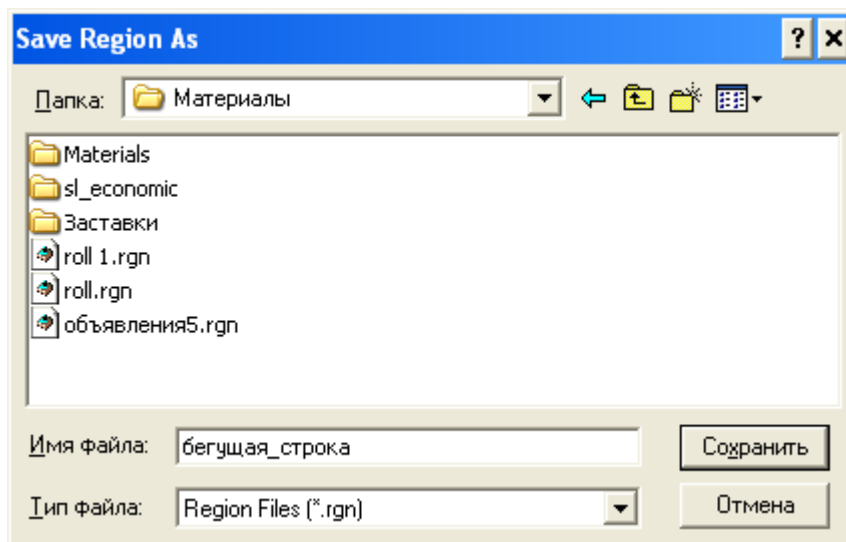 Save Region As
Папка: Материалы
Materials
sl_economic
Заставки
roll 1.rgn
roll.rgn
объявления5.rgn
Имя файла: бегущая_строка Сохранить
Тип файла: Region Files (*.rgn) Отмена